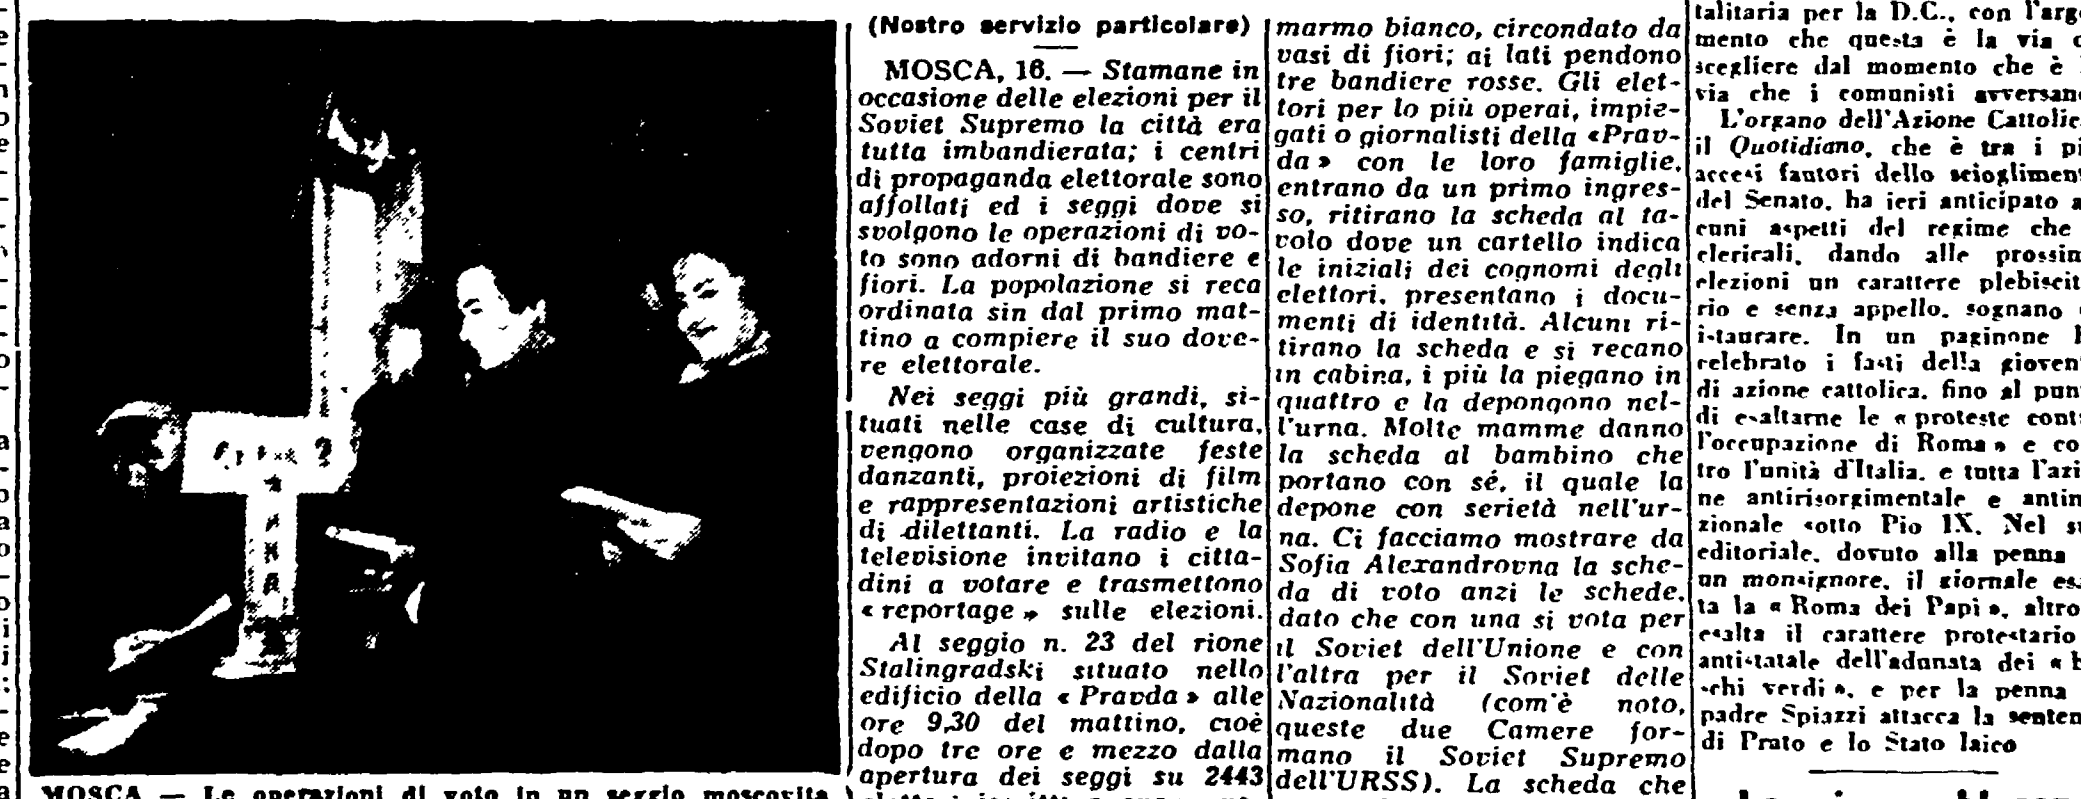 (Nostro servizio particolare)
MOSCA, 16. — Stamane in
occasione delle elezioni per il
Soviet Supremo la città era
tutta imbandierata; i centri
di propaganda elettorale sono
affollati ed i seggi dove si
svolgono le operazioni di vo-
to sono adorni di bandiere e
fiori. La popolazione si reca
ordinata sin dal primo mat-
tino a compiere il suo dove-
re elettorale.
Nei seggi più grandi, si-
tuati nelle case di cultura,
vengono organizzate feste
danzanti, proiezioni di film
e rappresentazioni artistiche
di dilettanti. La radio e la
televisione invitano i citta-
dini a votare e trasmettono
« reportage » sulle elezioni.
Al seggio n. 23 del rione
Stalingradski situato nello
edificio della « Pravda » alle
ore 9,30 del mattino, cioè
dopo tre ore e mezzo dalla
apertura dei seggi su 2443
marmo bianco, circondato da
vasi di fiori; ai lati pendono
tre bandiere rosse. Gli elet-
tori per lo più operai, impie-
gati o giornalisti della «Prav-
da» con le loro famiglie,
entrano da un primo ingres-
so, ritirano la scheda al ta-
volo dove un cartello indica
le iniziali dei cognomi degli
elettori, presentano i docu-
menti di identità. Alcuni ri-
tirano la scheda e si recano
in cabina, i più la piegano in
quattro e la depongono nel-
l'urna. Molte mamme danno
la scheda al bambino che
portano con sé, il quale la
depone con serietà nell'ur-
na. Ci facciamo mostrare da
Sofia Alexandrovna la sche-
da di voto anzi le schede,
dato che con una si vota per
il Soviet dell'Unione e con
l'altra per il Soviet delle
Nazionalità (com'è noto,
queste due Camere for-
mano il Soviet Supremo
dell'URSS). La scheda che
talitaria per la D.C., con l'arg
mento che questa è la via
scegliere dal momento che è
via che i comunisti avversan
L'organo dell'Azione Cattolic
il Quotidiano, che è tra i pi
accesi fautori dello scogliment
del Senato, ha ieri anticipato a
cuni aspetti del regime che
clericali, dando alle prossim
elezioni un carattere plebiscit
rio e senza appello, sognano
instaurare. In un paginone
celebrato i fasti della gioven
di azione cattolica, fino al pun
di esaltarne le « proteste cont
l'occupazione di Roma » e co
tro l'unità d'Italia, e tutta l'azi
ne antirisorgimentale e antin
zionale sotto Pio IX. Nel s
editoriale, dovuto alla penna
un monsignore, il giornale es
ta la « Roma dei Papi », altro
esalta il carattere protestario
antistatale dell'adunata dei « b
schi verdi », e per la penna
padre Spiazzi attacca la senten
di Prato e lo Stato laico
MOSCA — Le operazioni di voto in un seggio moscovita